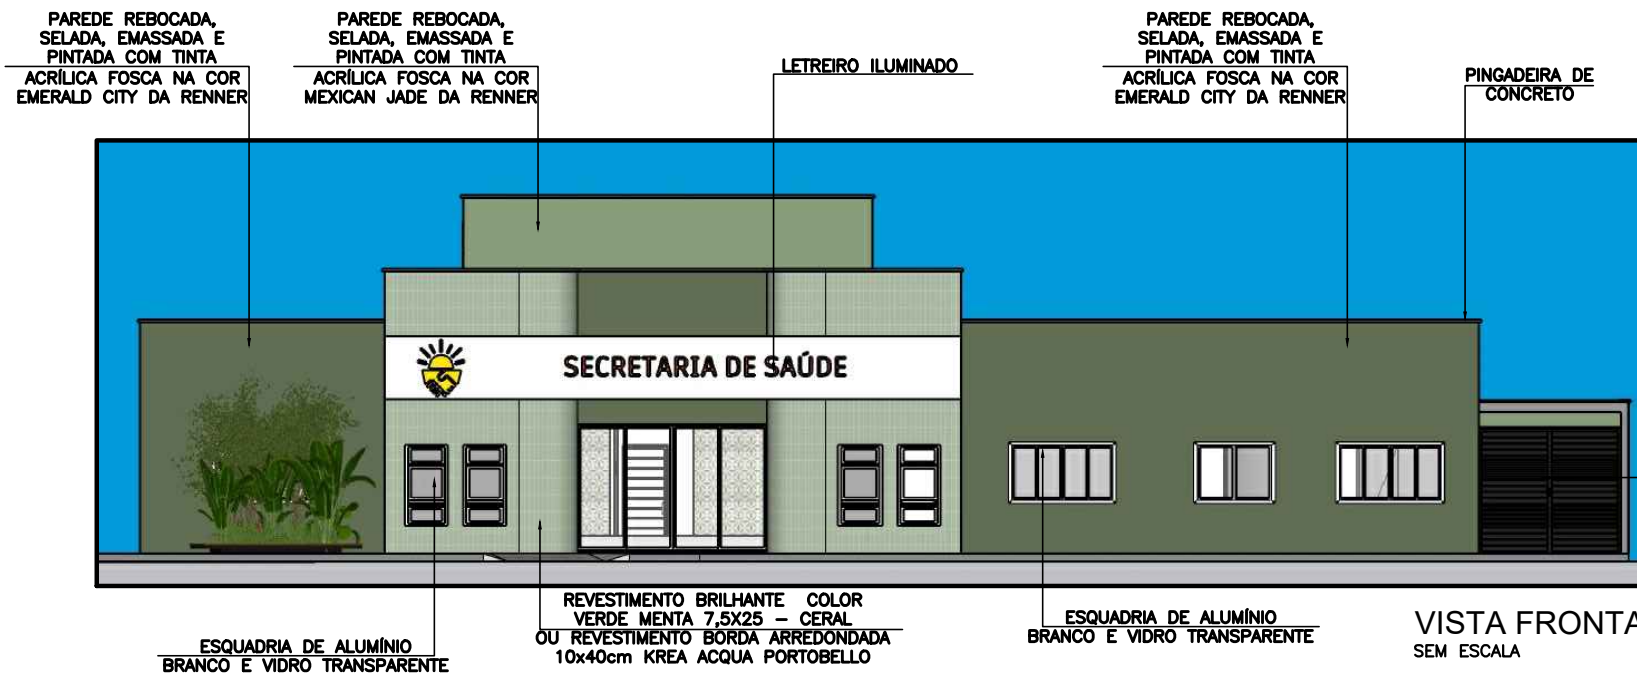 PAREDE REBOCADA,
SELADA, EMASSADA E
PINTADA COM TINTA
ACRÍLICA FOSCA NA COR
EMERALD CITY DA RENNER
PAREDE REBOCADA,
SELADA, EMASSADA E
PINTADA COM TINTA
ACRÍLICA FOSCA NA COR
MEXICAN JADE DA RENNER
LETREIRO ILUMINADO
PAREDE REBOCADA,
SELADA, EMASSADA E
PINTADA COM TINTA
ACRÍLICA FOSCA NA COR
EMERALD CITY DA RENNER
PINGADEIRA DE
CONCRETO
SECRETARIA DE SAÚDE
ESQUADRIA DE ALUMÍNIO
BRANCO E VIDRO TRANSPARENTE
REVESTIMENTO BRILHANTE COLOR
VERDE MENTA 7,5X25 – CERAL
OU REVESTIMENTO BORDA ARREDONDADA
10x40cm KREA ACQUA PORTOBELLO
ESQUADRIA DE ALUMÍNIO
BRANCO E VIDRO TRANSPARENTE
VISTA FRONTA
SEM ESCALA